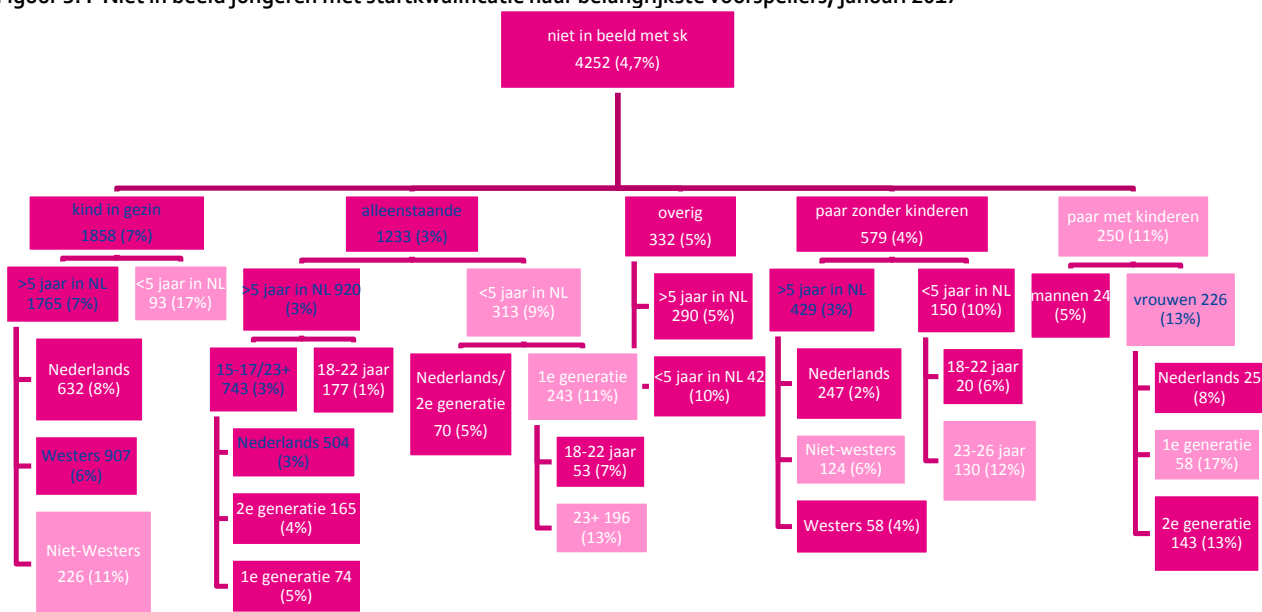 niet in beeld met sk
4252 (4,7%)
kind in gezin
1858 (7%)
alleenstaande
1233 (3%)
overig
332 (5%)
paar zonder kinderen
579 (4%)
paar met kinderen
250 (11%)
>5 jaar in NL
1765 (7%)
<5 jaar in NL
93 (17%)
>5 jaar in NL 920
(3%)
<5 jaar in NL
313 (9%)
>5 jaar in NL
290 (5%)
>5 jaar in NL
429 (3%)
<5 jaar in NL
150 (10%)
mannen 24
(5%)
vrouwen 226
(13%)
Nederlands
632 (8%)
15-17/23+
743 (3%)
18-22 jaar
177 (1%)
Nederlands/
2e generatie
70 (5%)
1e generatie
243 (11%)
<5 jaar in NL 42
(10%)
Nederlands
247 (2%)
18-22 jaar
20 (6%)
Nederlands 25
(8%)
Westers 907
(6%)
Nederlands 504
(3%)
18-22 jaar
53 (7%)
Niet-westers
124 (6%)
23-26 jaar
130 (12%)
1e generatie
58 (17%)
Niet-Westers
226 (11%)
2e generatie 165
(4%)
23+ 196
(13%)
Westers 58 (4%)
2e generatie
143 (13%)
1e generatie 74
(5%)